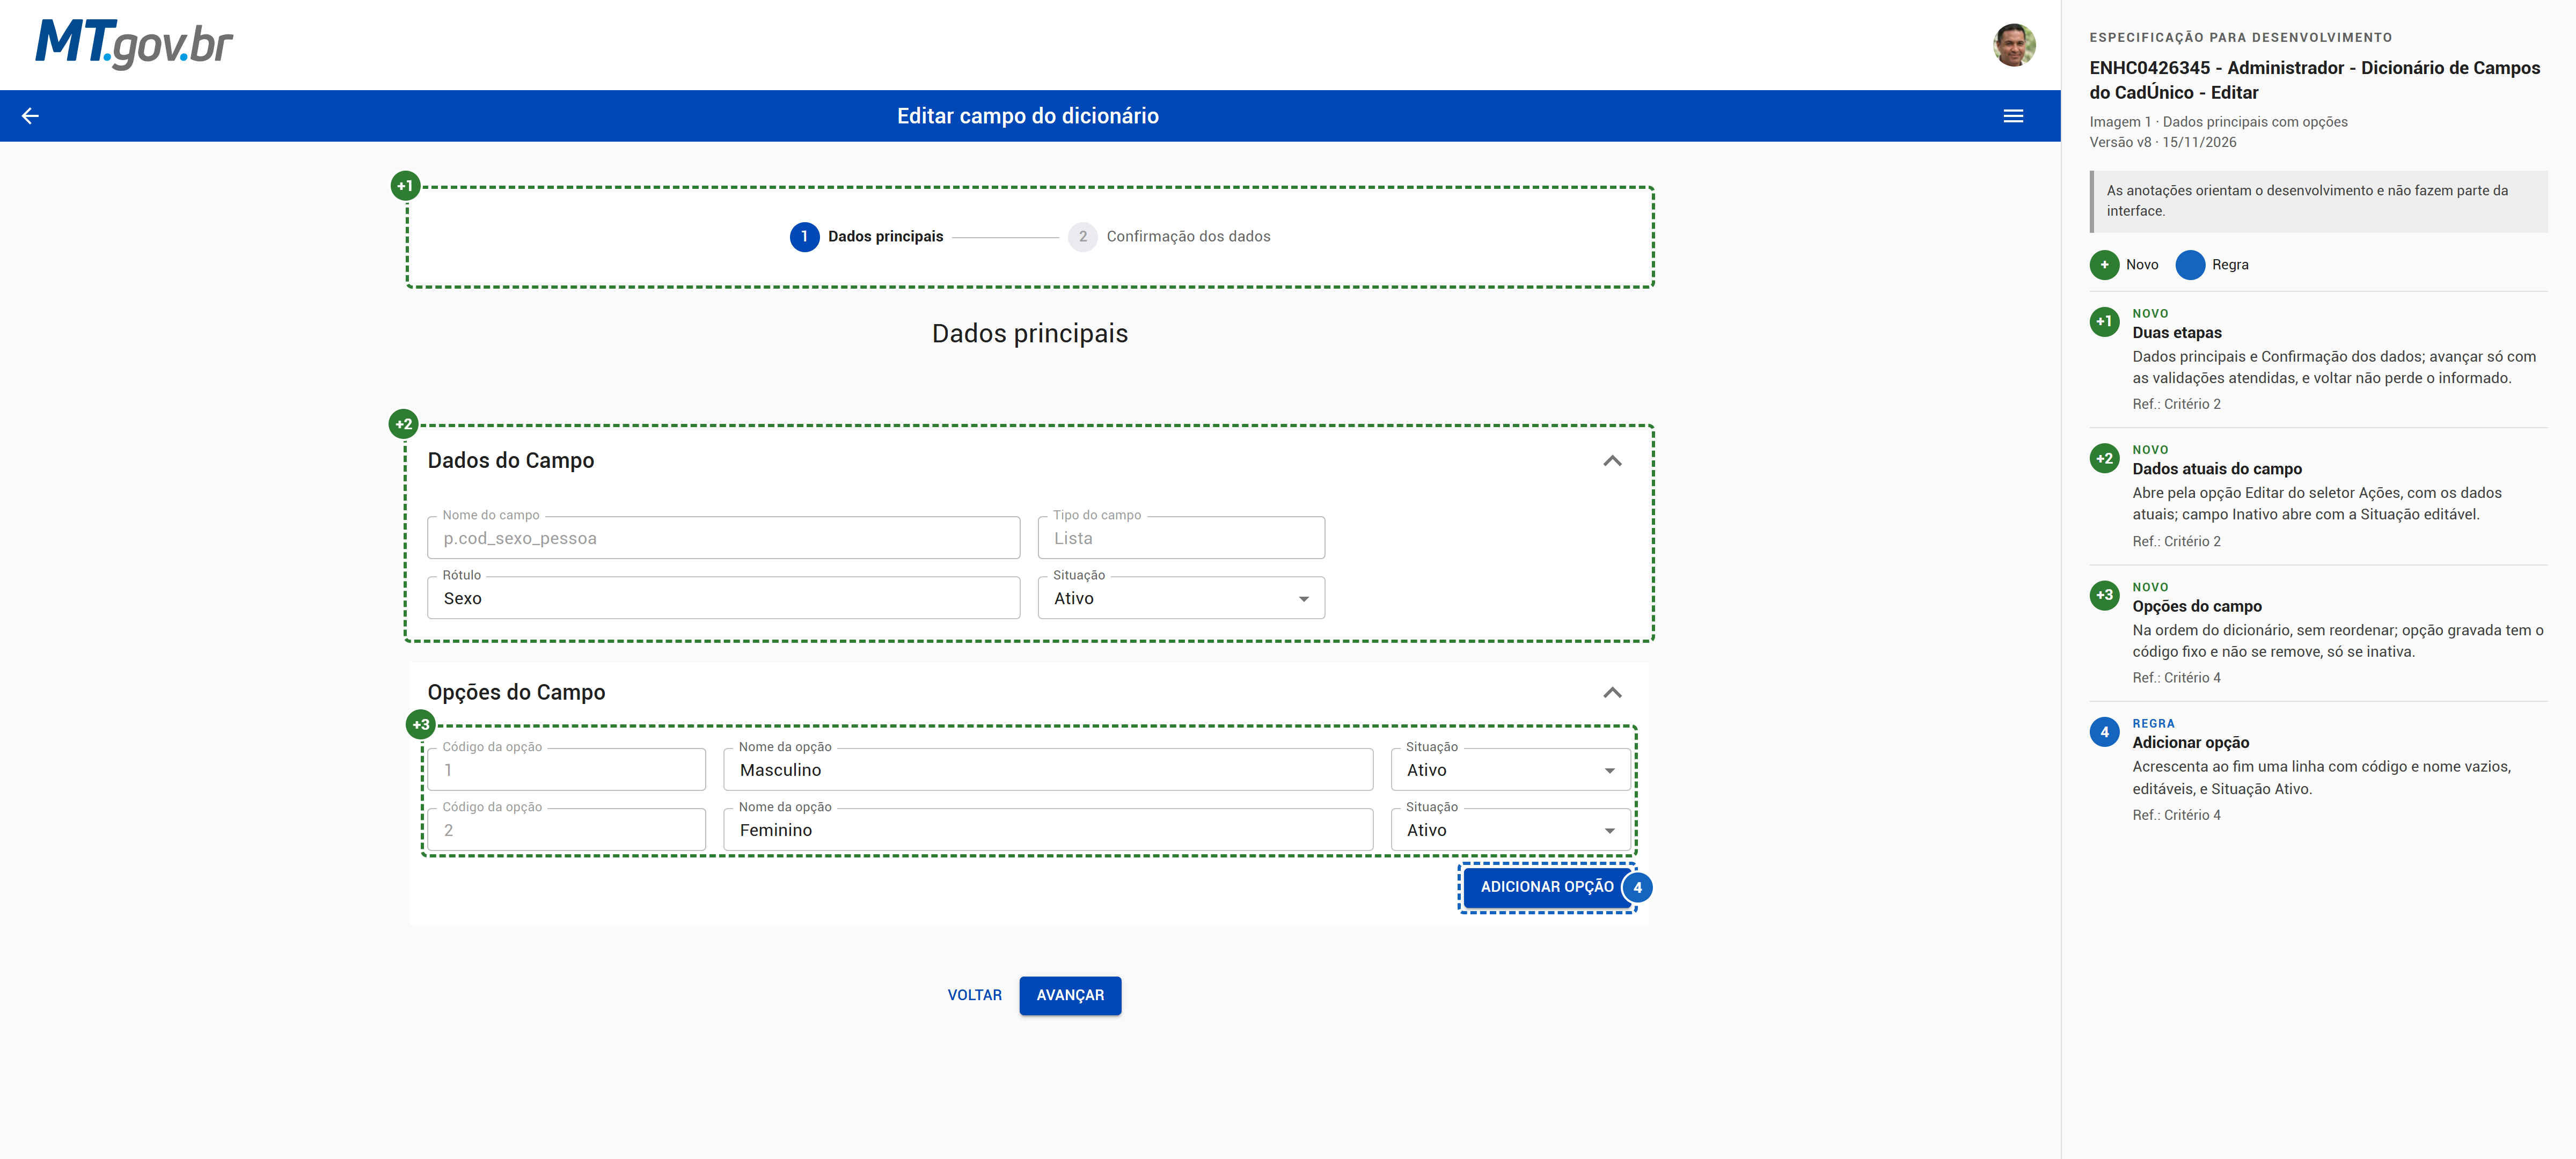 MT.gov.br
Editar campo do dicionário
+1
1 Dados principais 2 Confirmação dos dados
Dados principais
+2
Dados do Campo
Nome do campo
p.cod_sexo_pessoa
Tipo do campo
Lista
Rótulo
Sexo
Situação
Ativo
Opções do Campo
+3
Código da opção
1
Nome da opção
Masculino
Situação
Ativo
Código da opção
2
Nome da opção
Feminino
Situação
Ativo
ADICIONAR OPÇÃO
4
VOLTAR
AVANÇAR
ESPECIFICAÇÃO PARA DESENVOLVIMENTO
ENHC0426345 - Administrador - Dicionário de Campos
do CadÚnico - Editar
Imagem 1 · Dados principais com opções
Versão v8 · 15/11/2026
As anotações orientam o desenvolvimento e não fazem parte da
interface.
+ Novo Regra
+1
NOVO
Duas etapas
Dados principais e Confirmação dos dados; avançar só com
as validações atendidas, e voltar não perde o informado.
Ref.: Critério 2
+2
NOVO
Dados atuais do campo
Abre pela opção Editar do seletor Ações, com os dados
atuais; campo Inativo abre com a Situação editável.
Ref.: Critério 2
+3
NOVO
Opções do campo
Na ordem do dicionário, sem reordenar; opção gravada tem o
código fixo e não se remove, só se inativa.
Ref.: Critério 4
4
REGRA
Adicionar opção
Acrescenta ao fim uma linha com código e nome vazios,
editáveis, e Situação Ativo.
Ref.: Critério 4